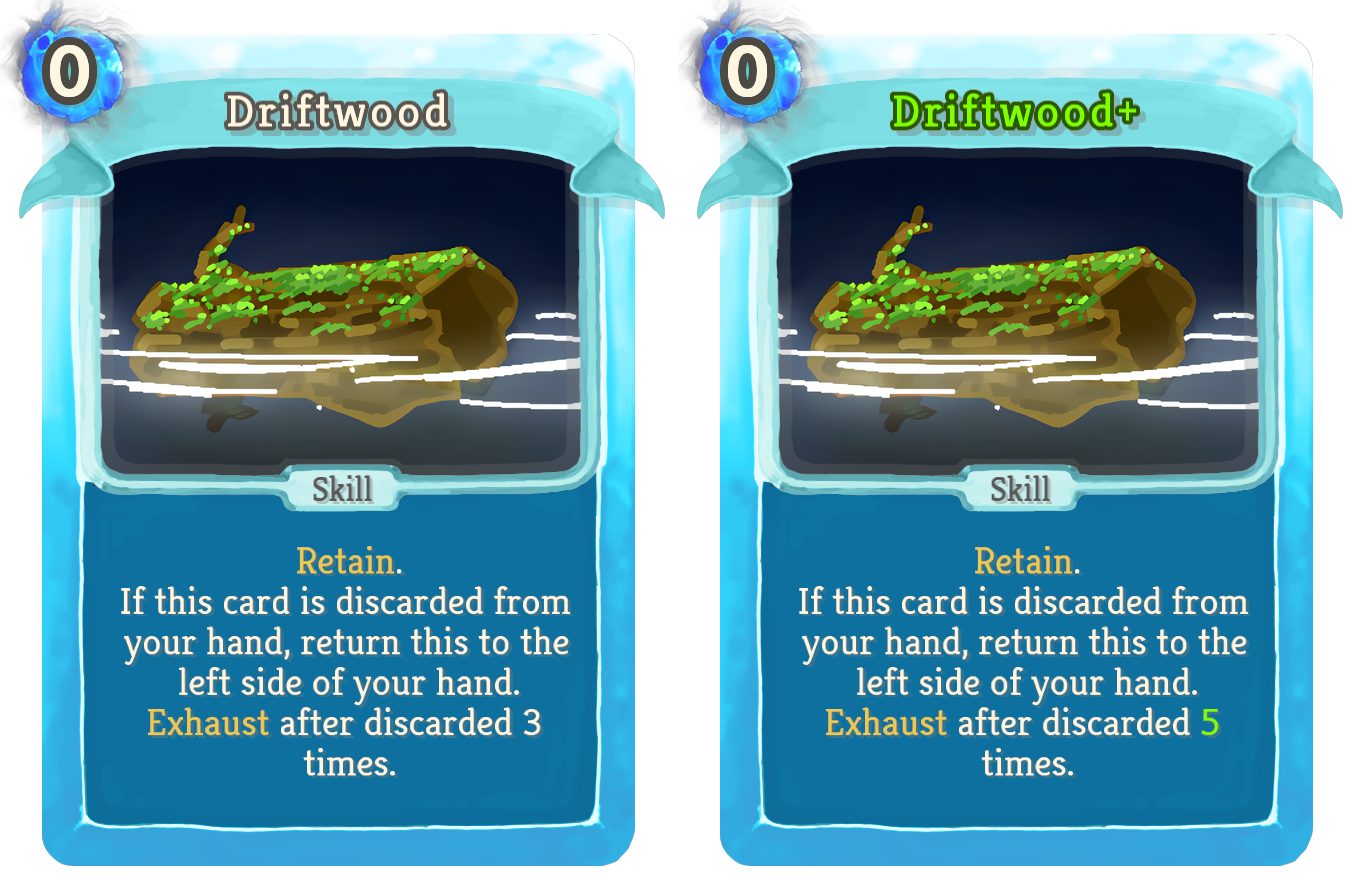 0
Driftwood
Skill
Retain.
If this card is discarded from
your hand, return this to the
left side of your hand.
Exhaust after discarded 3
times.
0
Driftwood+
Skill
Retain.
If this card is discarded from
your hand, return this to the
left side of your hand.
Exhaust after discarded 5
times.